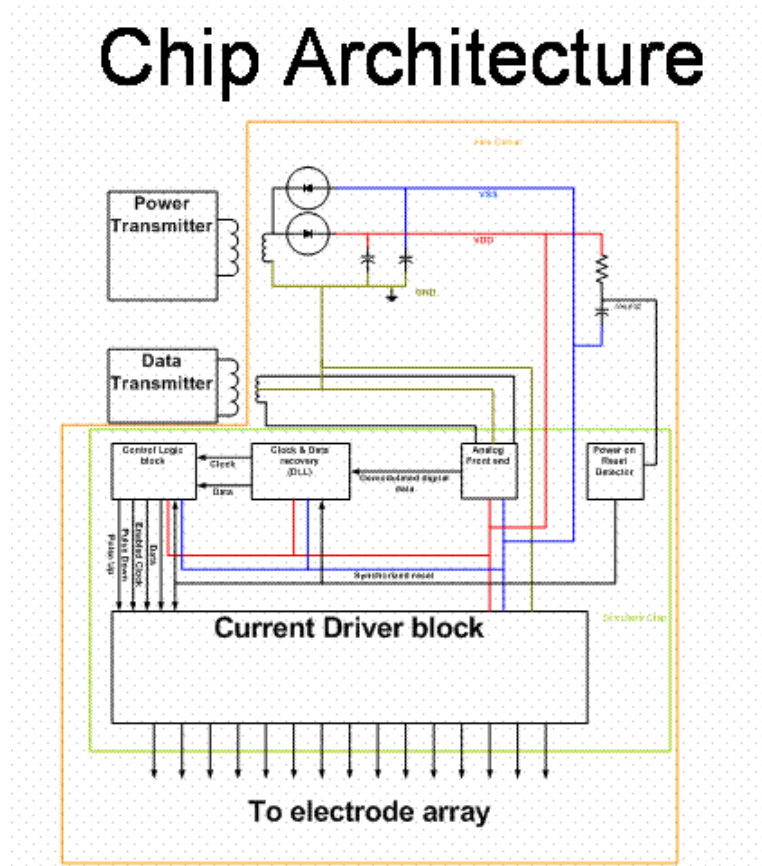 Chip Architecture
Power
Transmitter
VSS
VDD
GND
Data
Transmitter
Control Logic
block
Clock
Data
Clock & Data
recovery
(DLL)
Demodulated digital
data
Analog
Front end
Power on
Reset
Detector
Pulse Up
Pulse Down
Enabled Clock
Data
Synchronized reset
Current Driver block
Chip
To electrode array